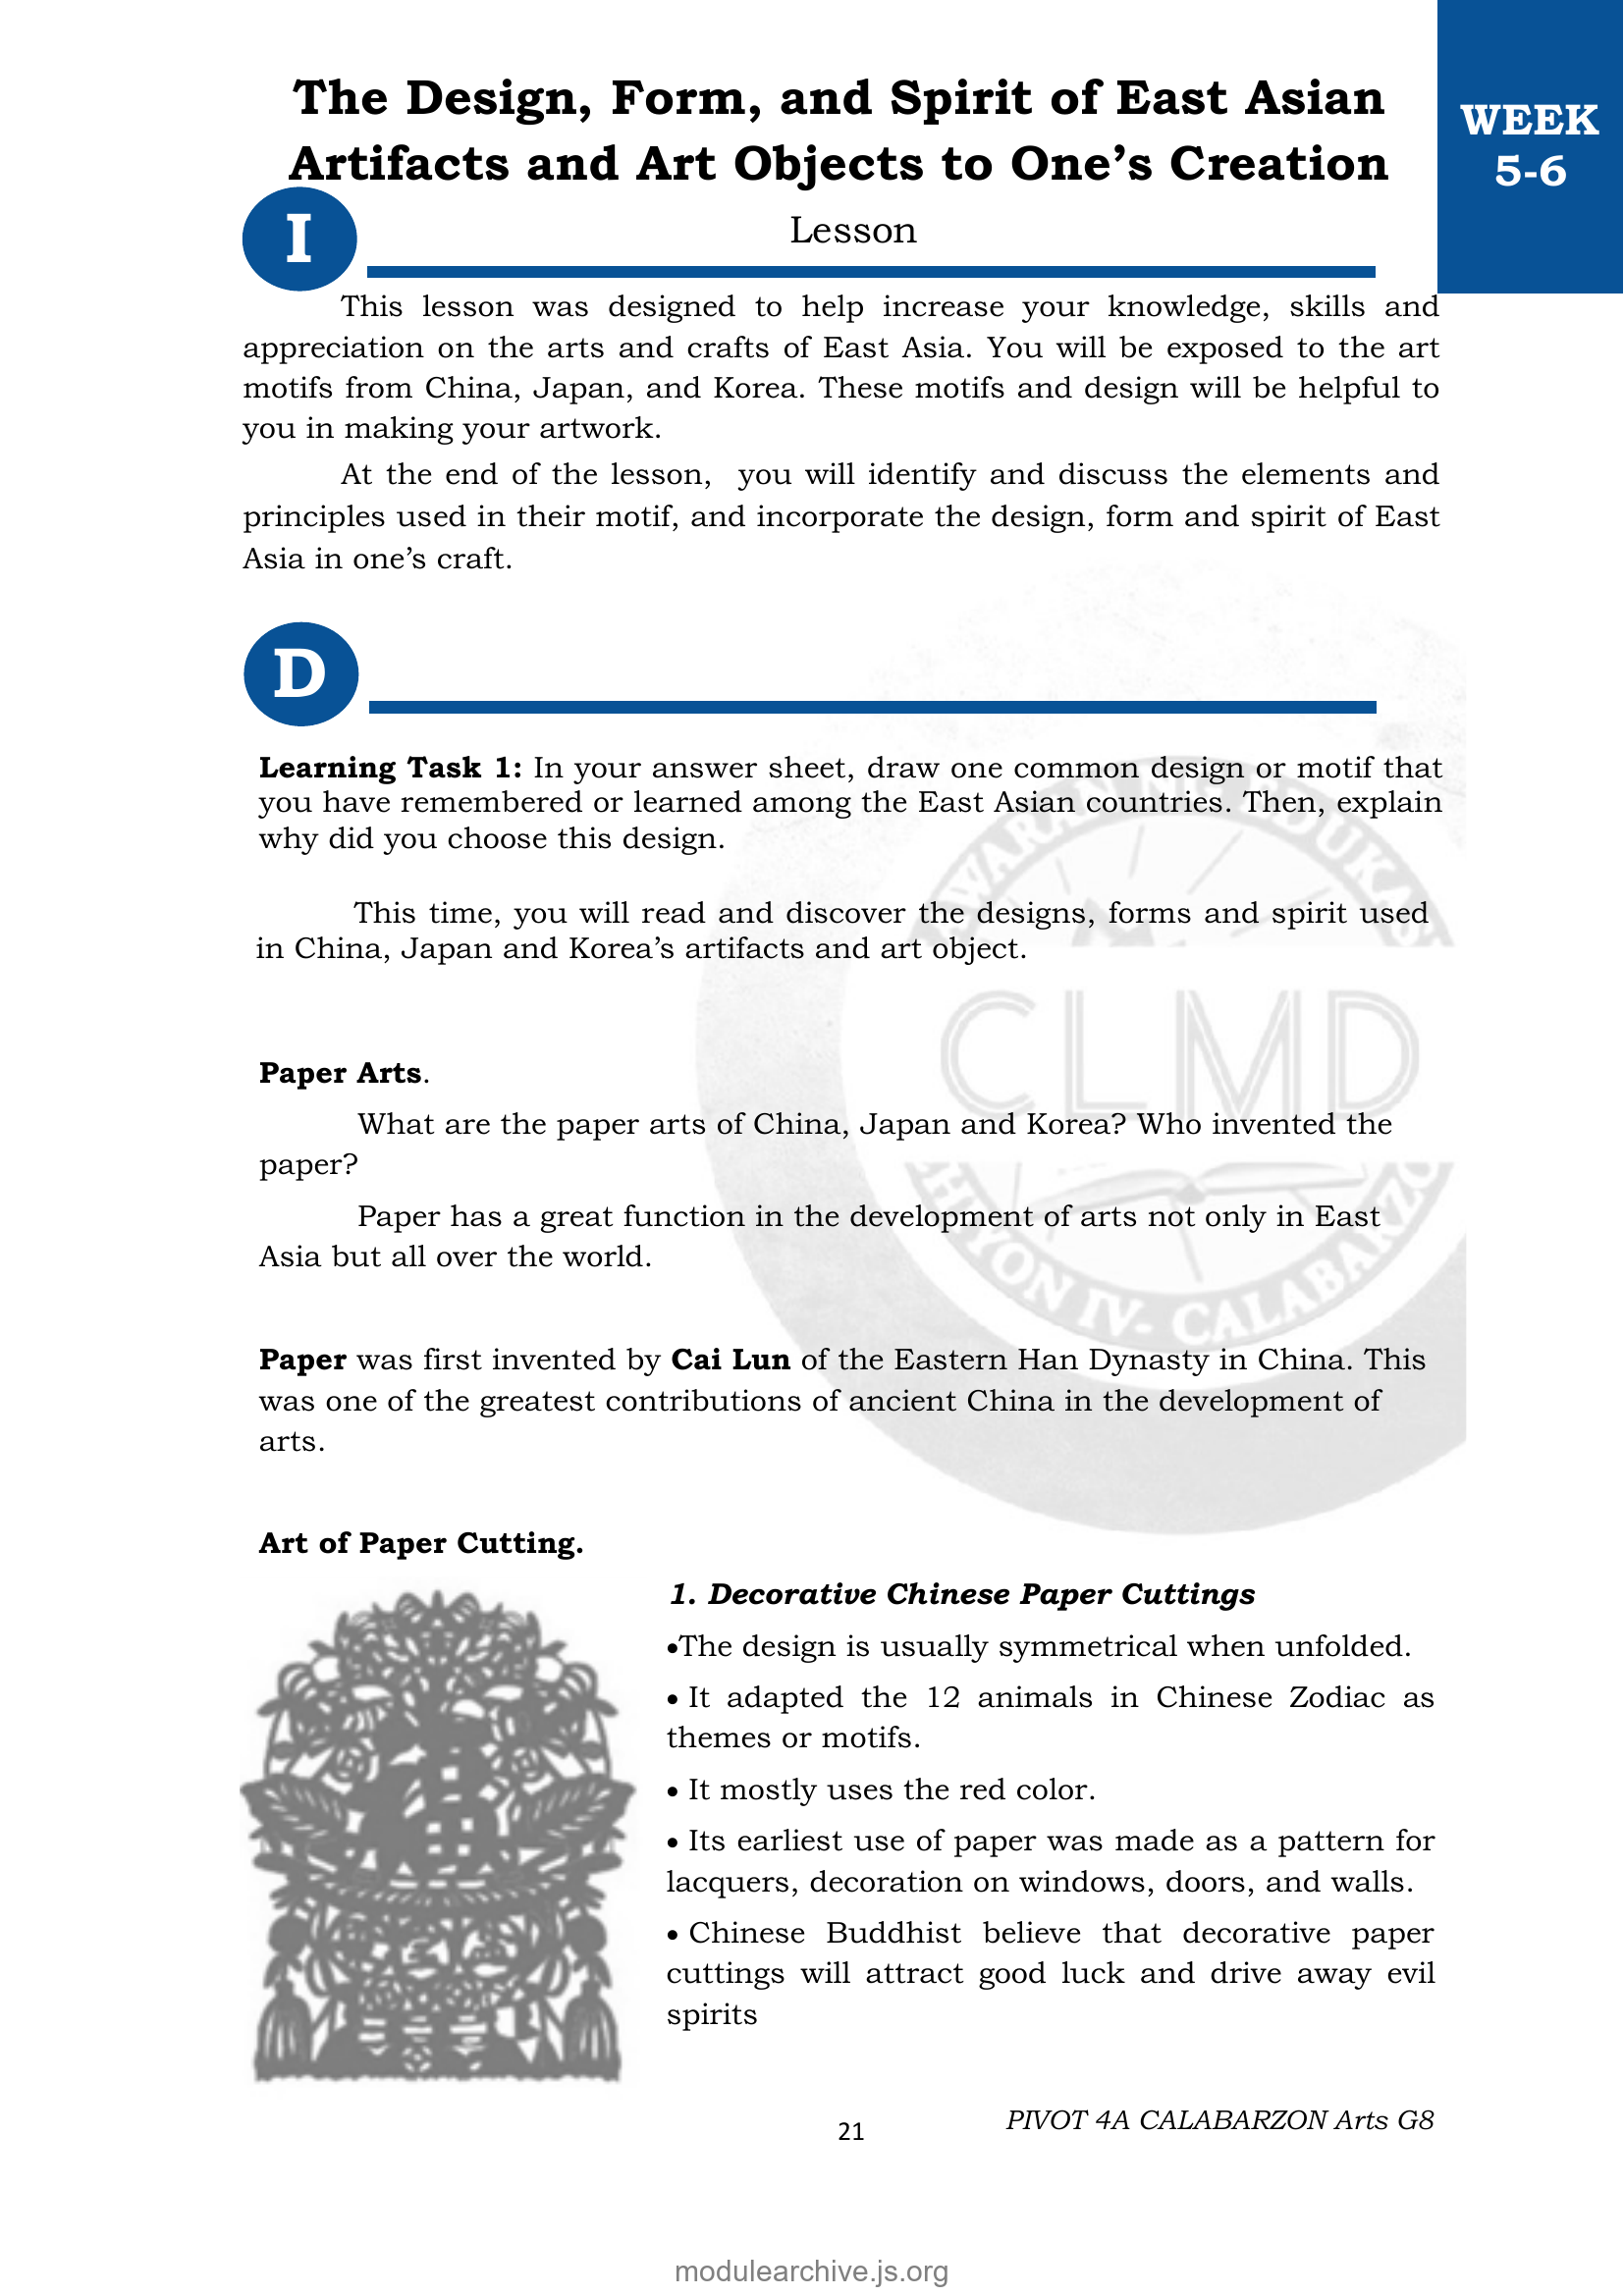 The Design, Form, and Spirit of East Asian
Artifacts and Art Objects to One’s Creation
WEEK
5-6
I
Lesson
This lesson was designed to help increase your knowledge, skills and
appreciation on the arts and crafts of East Asia. You will be exposed to the art
motifs from China, Japan, and Korea. These motifs and design will be helpful to
you in making your artwork.
At the end of the lesson, you will identify and discuss the elements and
principles used in their motif, and incorporate the design, form and spirit of East
Asia in one’s craft.
D
Learning Task 1: In your answer sheet, draw one common design or motif that
you have remembered or learned among the East Asian countries. Then, explain
why did you choose this design.
This time, you will read and discover the designs, forms and spirit used
in China, Japan and Korea’s artifacts and art object.
CLMD
Paper Arts.
What are the paper arts of China, Japan and Korea? Who invented the
paper?
Paper has a great function in the development of arts not only in East
Asia but all over the world.
IV- CALABARZO
Paper was first invented by Cai Lun of the Eastern Han Dynasty in China. This
was one of the greatest contributions of ancient China in the development of
arts.
Art of Paper Cutting.
1. Decorative Chinese Paper Cuttings
•The design is usually symmetrical when unfolded.
• It adapted the 12 animals in Chinese Zodiac as
themes or motifs.
• It mostly uses the red color.
• Its earliest use of paper was made as a pattern for
lacquers, decoration on windows, doors, and walls.
• Chinese Buddhist believe that decorative paper
cuttings will attract good luck and drive away evil
spirits
21
PIVOT 4A CALABARZON Arts G8
modulearchive.js.org